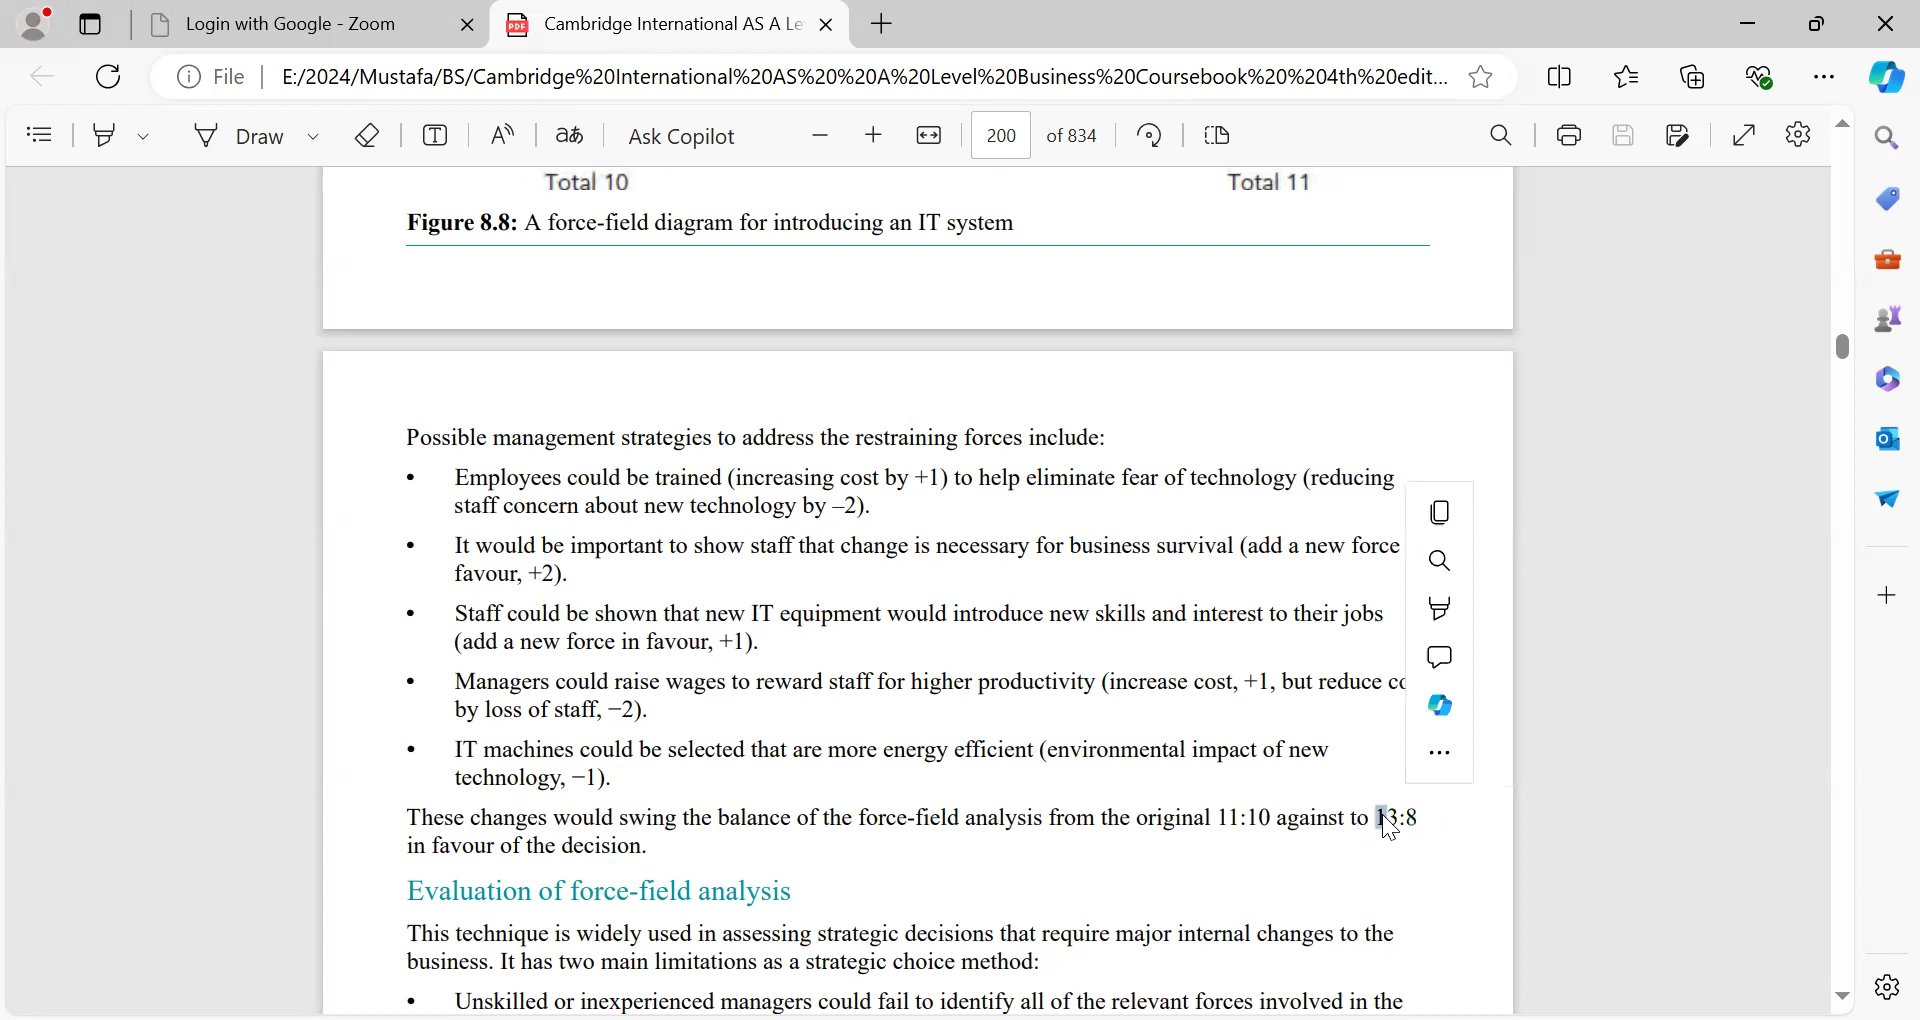 Login with Google - Zoom
Cambridge International AS A Le
File
E:/2024/Mustafa/BS/Cambridge%20International%20AS%20%20A%20Level%20Business%20Coursebook%20%204th%20edit...
Draw
Ask Copilot
200 of 834
Total 10 Total 11
Figure 8.8: A force-field diagram for introducing an IT system
Possible management strategies to address the restraining forces include:
• Employees could be trained (increasing cost by +1) to help eliminate fear of technology (reducing
staff concern about new technology by –2).
• It would be important to show staff that change is necessary for business survival (add a new force
favour, +2).
• Staff could be shown that new IT equipment would introduce new skills and interest to their jobs
(add a new force in favour, +1).
• Managers could raise wages to reward staff for higher productivity (increase cost, +1, but reduce
by loss of staff, −2).
• IT machines could be selected that are more energy efficient (environmental impact of new
technology, −1).
These changes would swing the balance of the force-field analysis from the original 11:10 against to 13:8
in favour of the decision.
Evaluation of force-field analysis
This technique is widely used in assessing strategic decisions that require major internal changes to the
business. It has two main limitations as a strategic choice method:
• Unskilled or inexperienced managers could fail to identify all of the relevant forces involved in the